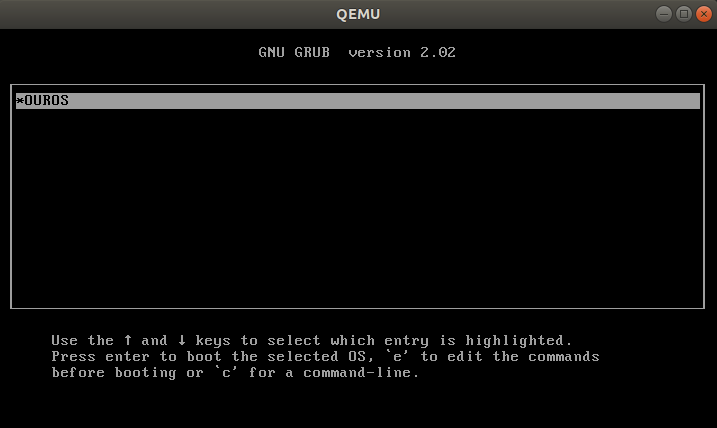 QEMU
GNU GRUB  version 2.02
*OUROS
Use the ↑ and ↓ keys to select which entry is highlighted.
Press enter to boot the selected OS, `e' to edit the commands
before booting or `c' for a command-line.